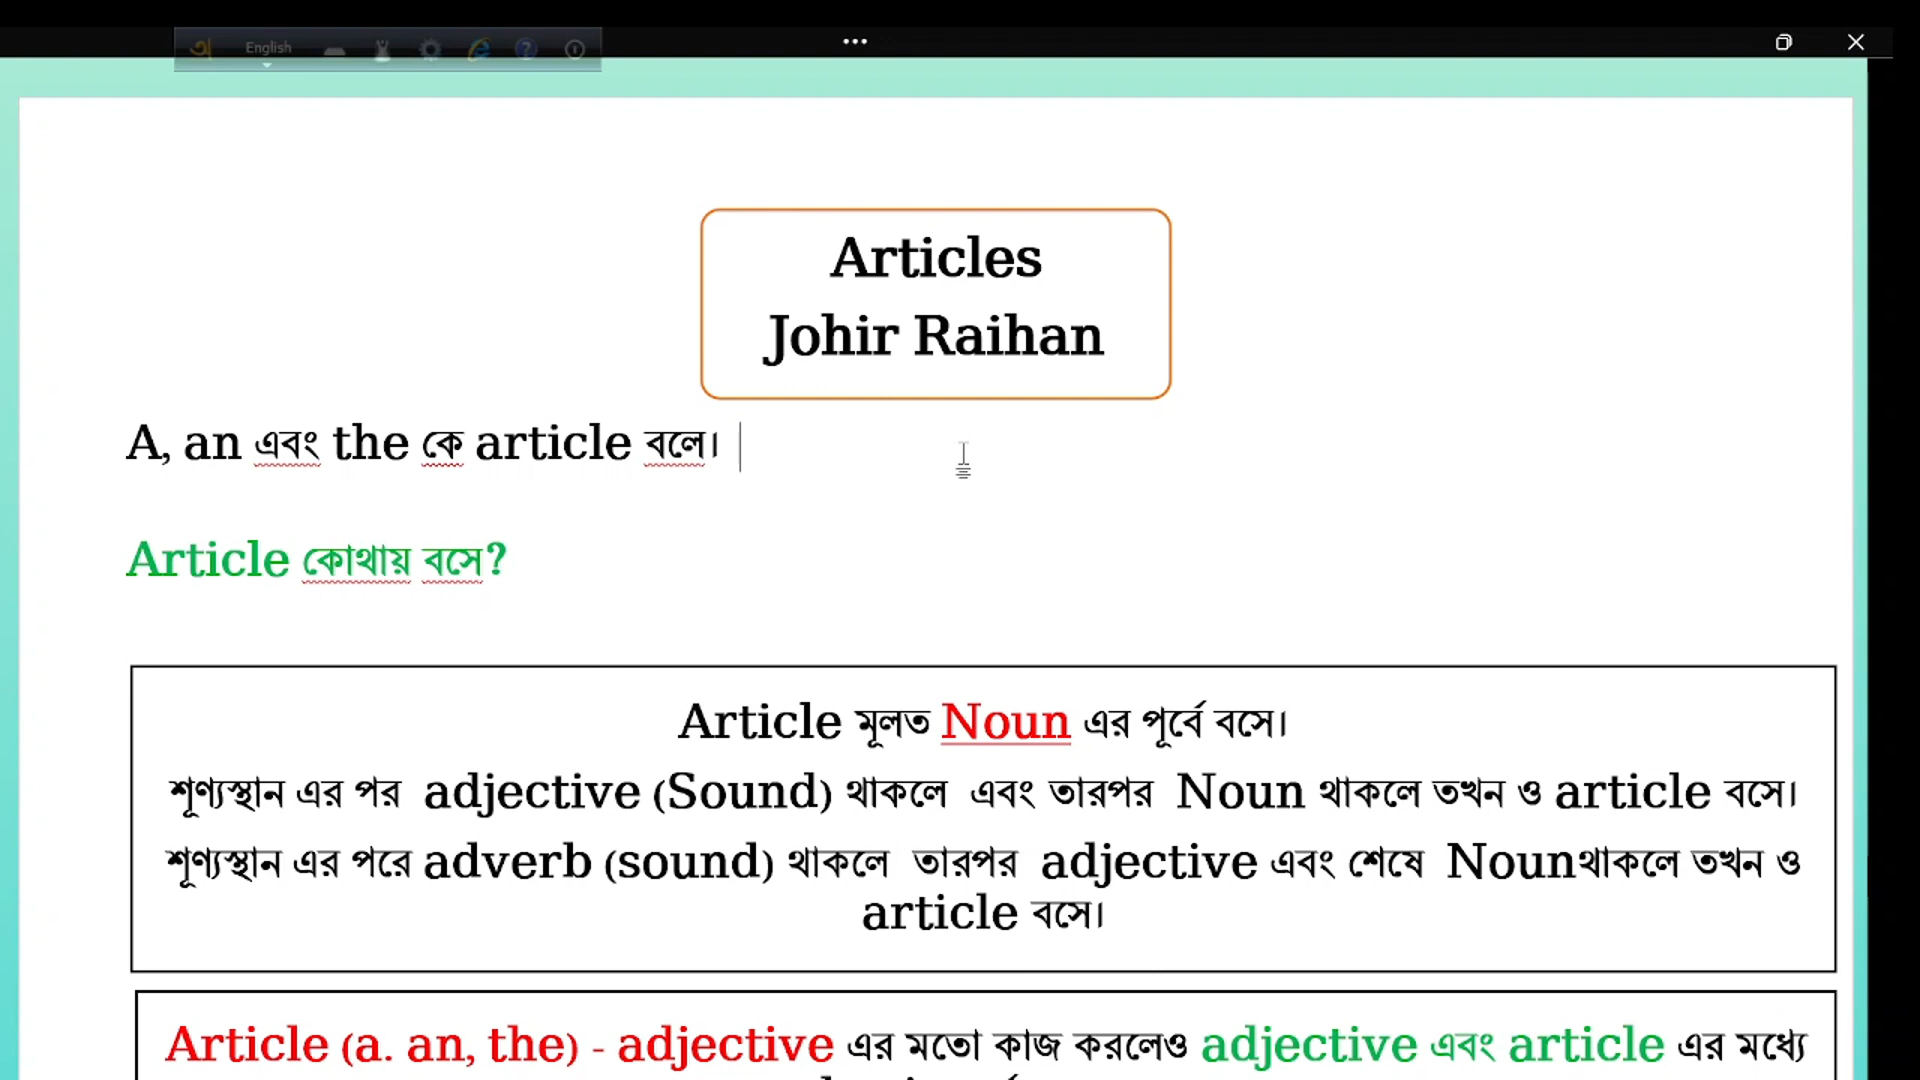 English
Articles
Johir Raihan
A, an এবং the কে article বলে।
Article কোথায় বসে?
Article মূলত Noun এর পূর্বে বসে।
শূণ্যস্থান এর পর adjective (Sound) থাকলে এবং তারপর Noun থাকলে তখন ও article বসে।
শূণ্যস্থান এর পরে adverb (sound) থাকলে তারপর adjective এবং শেষে Nounথাকলে তখন ও
article বসে।
Article (a. an, the) - adjective এর মতো কাজ করলেও adjective এবং article এর মধ্যে